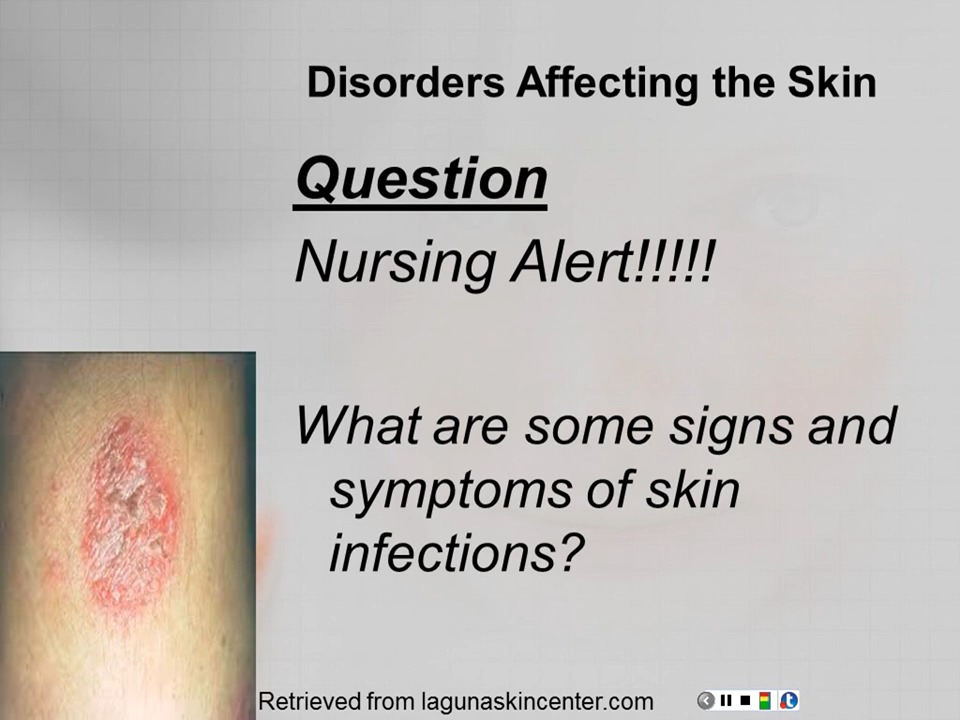 Disorders Affecting the Skin
Question
Nursing Alert!!!!!
What are some signs and
symptoms of skin
infections?
Retrieved from lagunaskincenter.com